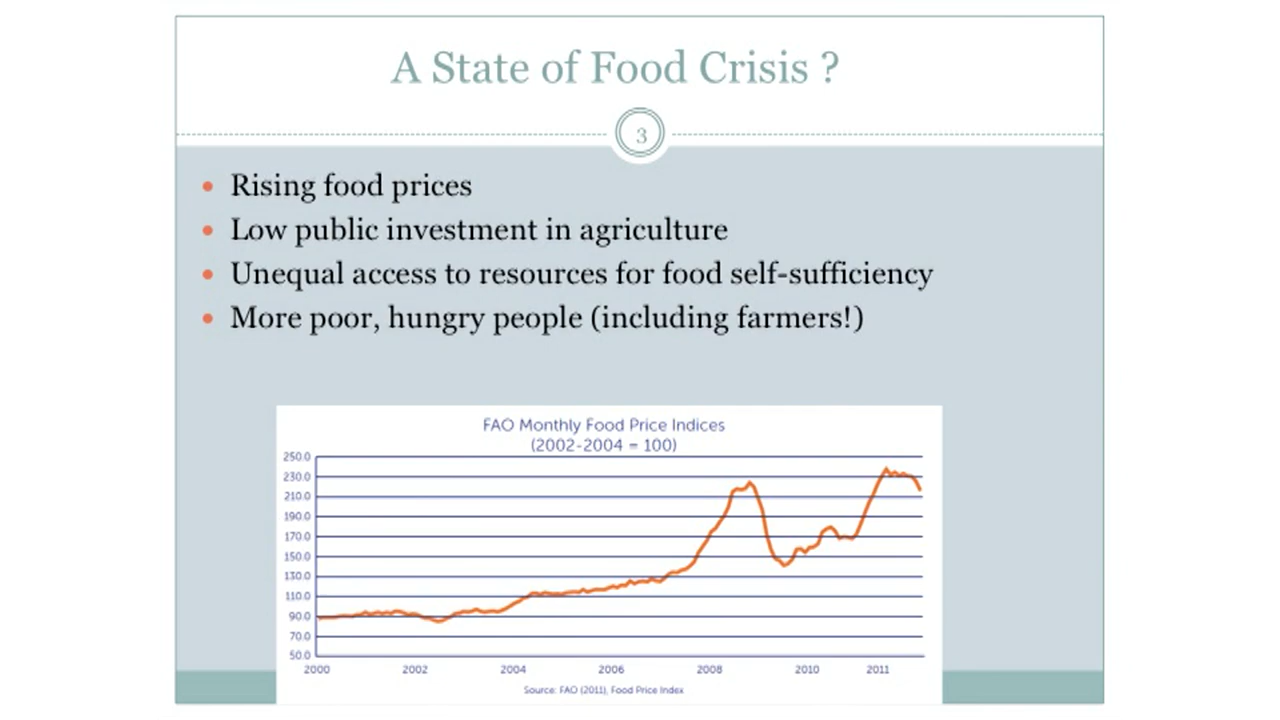 A State of Food Crisis ?
3
• Rising food prices
• Low public investment in agriculture
• Unequal access to resources for food self-sufficiency
• More poor, hungry people (including farmers!)
FAO Monthly Food Price Indices
(2002-2004 = 100)
250.0
230.0
210.0
190.0
170.0
150.0
130.0
110.0
90.0
70.0
50.0
2000 2002 2004 2006 2008 2010 2011
Source: FAO (2011), Food Price Index